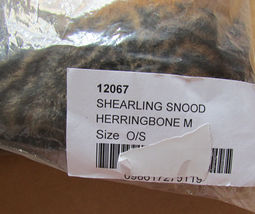 12067
SHEARLING SNOOD
HERRINGBONE M
Size O/S